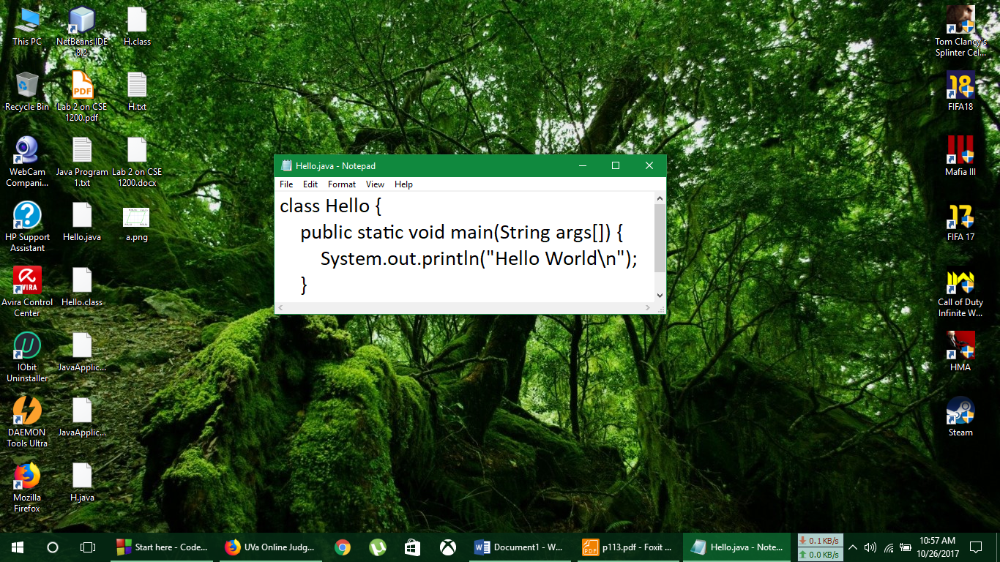 This PC
NetBeans IDE
8.2
H.class
Recycle Bin
Lab 2 on CSE
1200.pdf
H.txt
WebCam
Compani...
Java Program
1.txt
Lab 2 on CSE
1200.docx
HP Support
Assistant
Hello.java
a.png
Avira Control
Center
Hello.class
IObit
Uninstaller
JavaApplic...
DAEMON
Tools Ultra
JavaApplic...
Mozilla
Firefox
H.java
Hello.java - Notepad
File Edit Format View Help
class Hello {
public static void main(String args[]) {
System.out.println("Hello World\n");
}
Tom Clancy's
Splinter Cel...
FIFA18
Mafia III
FIFA 17
Call of Duty
Infinite W...
HMA
Steam
Start here - Code...
UVa Online Judg...
Document1 - W...
p113.pdf - Foxit ...
Hello.java - Note...
0.1 KB/s
0.0 KB/s
10:57 AM
10/26/2017